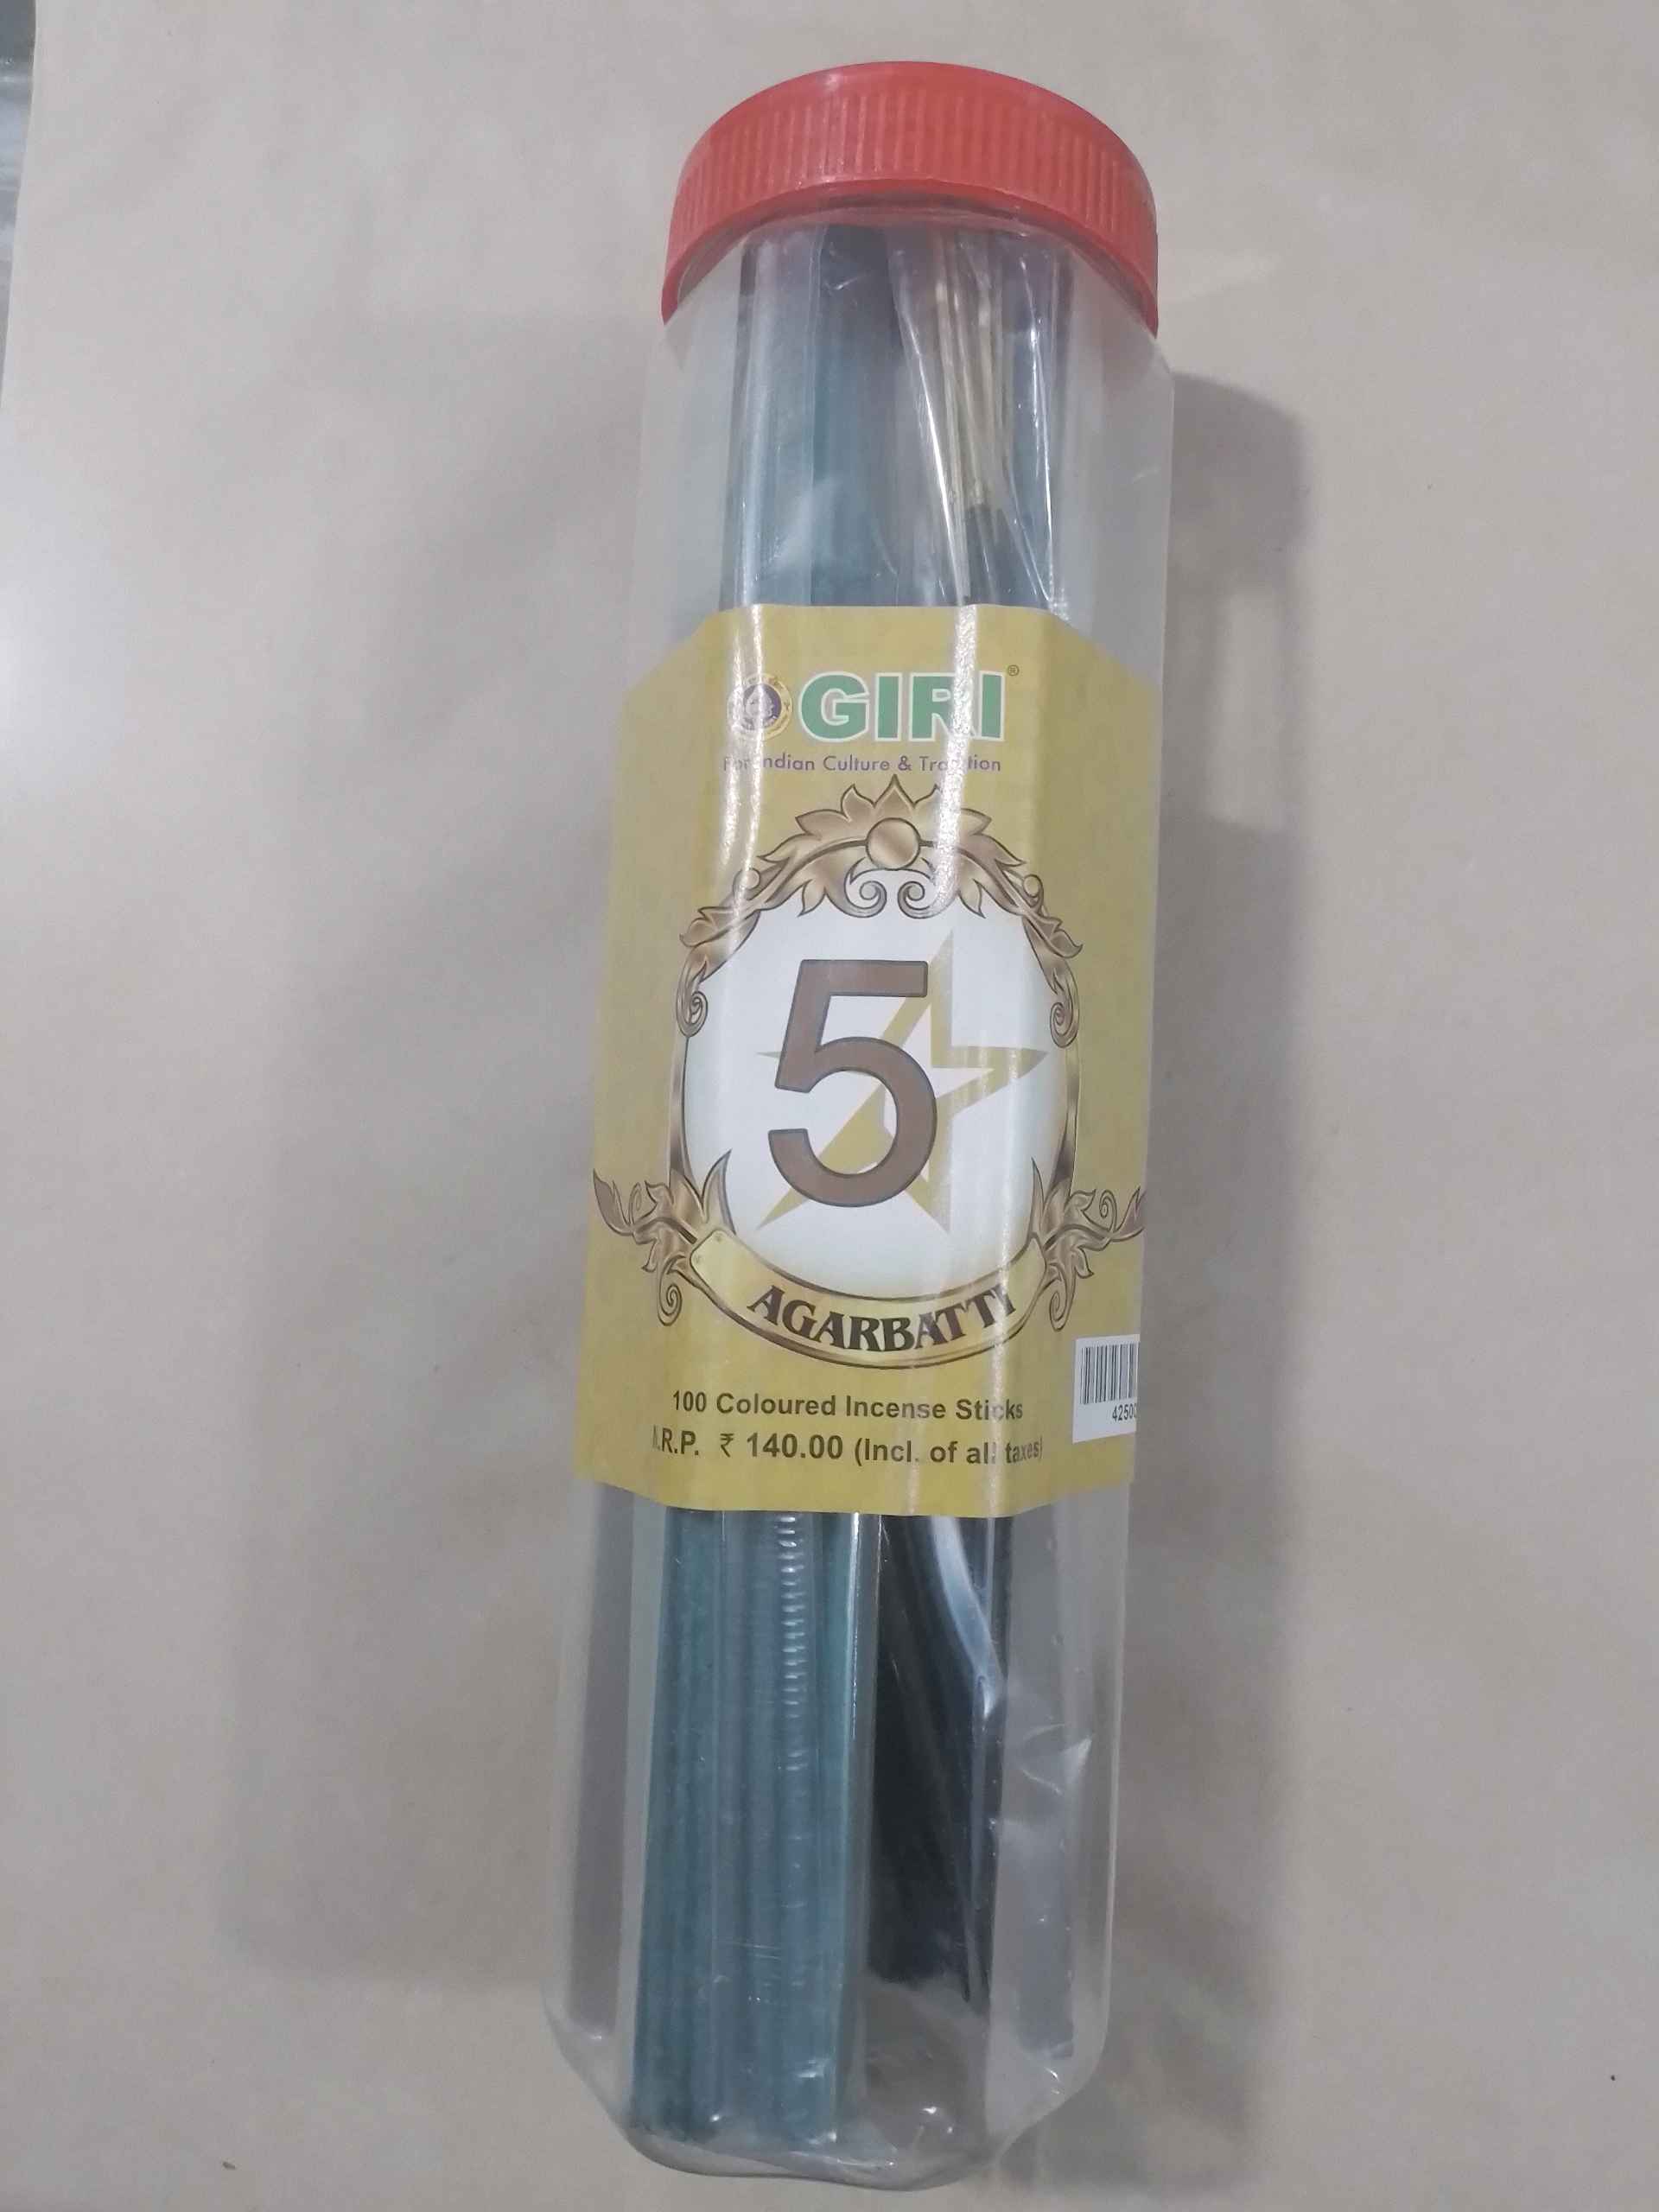 GIRI®
For Indian Culture & Tradition
5
AGARBATTI
100 Coloured Incense Sticks
M.R.P. ₹ 140.00 (Incl. of all taxes)